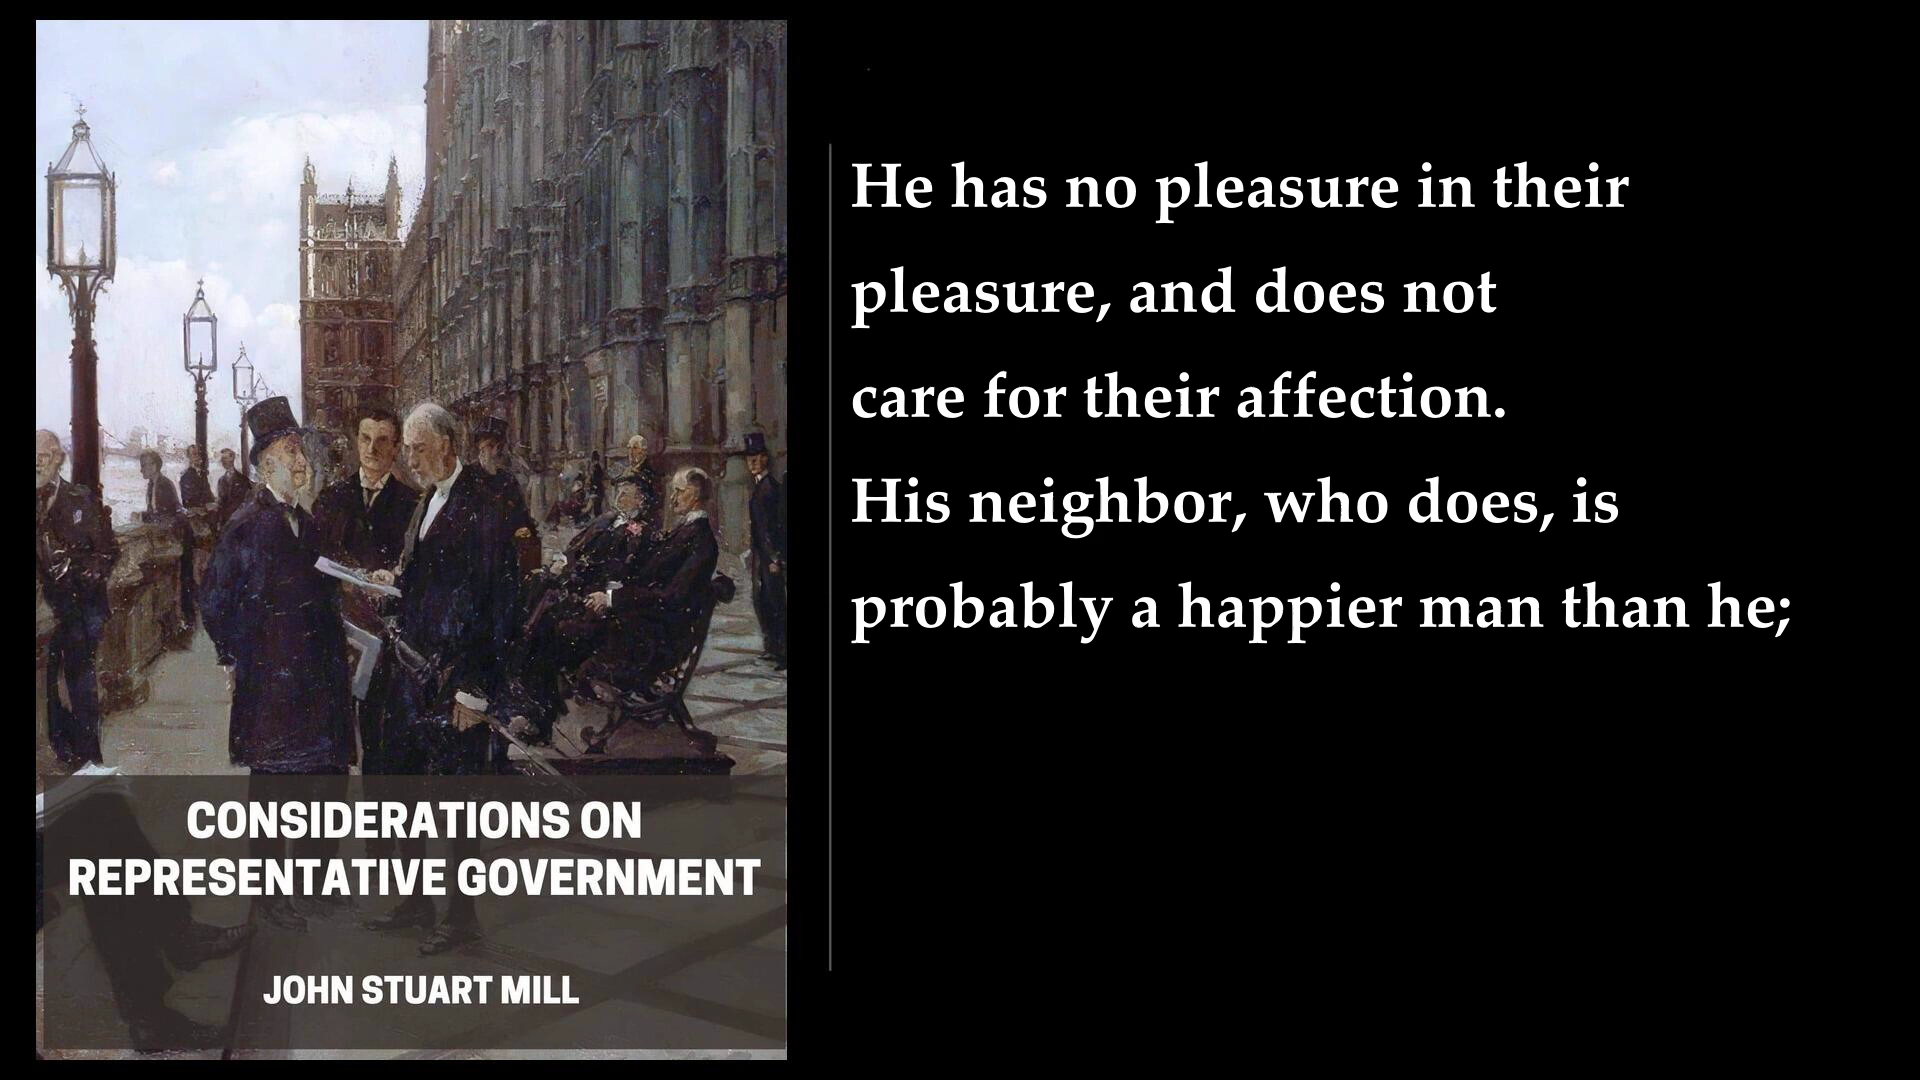 He has no pleasure in their
pleasure, and does not
care for their affection.
His neighbor, who does, is
probably a happier man than he;
CONSIDERATIONS ON
REPRESENTATIVE GOVERNMENT
JOHN STUART MILL